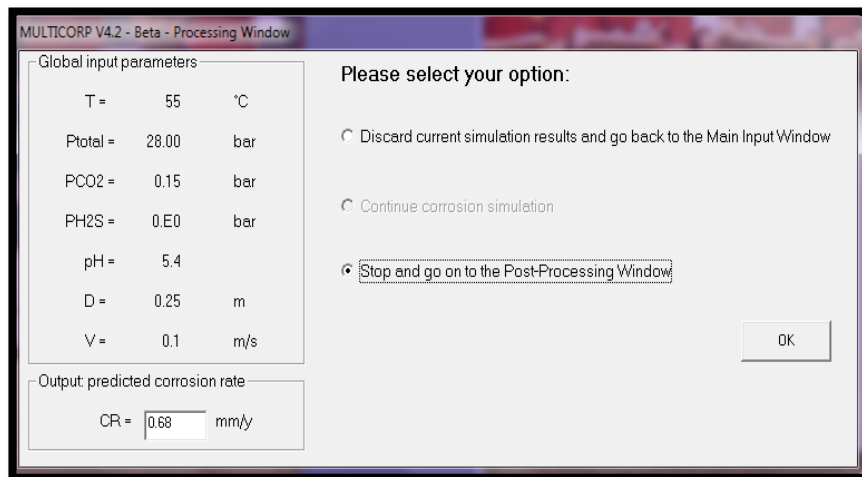 MULTICORP V4.2 - Beta - Processing Window
Global input parameters
T = 55 °C
Ptotal = 28.00 bar
PCO2 = 0.15 bar
PH2S = 0.E0 bar
pH = 5.4
D = 0.25 m
V = 0.1 m/s
Output: predicted corrosion rate
CR = 0.68 mm/y
Please select your option:
Discard current simulation results and go back to the Main Input Window
Continue corrosion simulation
Stop and go on to the Post-Processing Window
OK